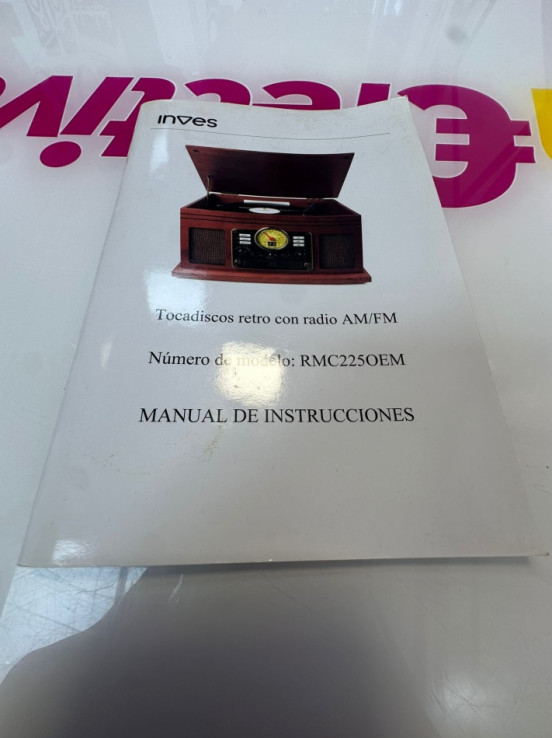 inves
Tocadiscos retro con radio AM/FM
Número de modelo: RMC225OEM
MANUAL DE INSTRUCCIONES